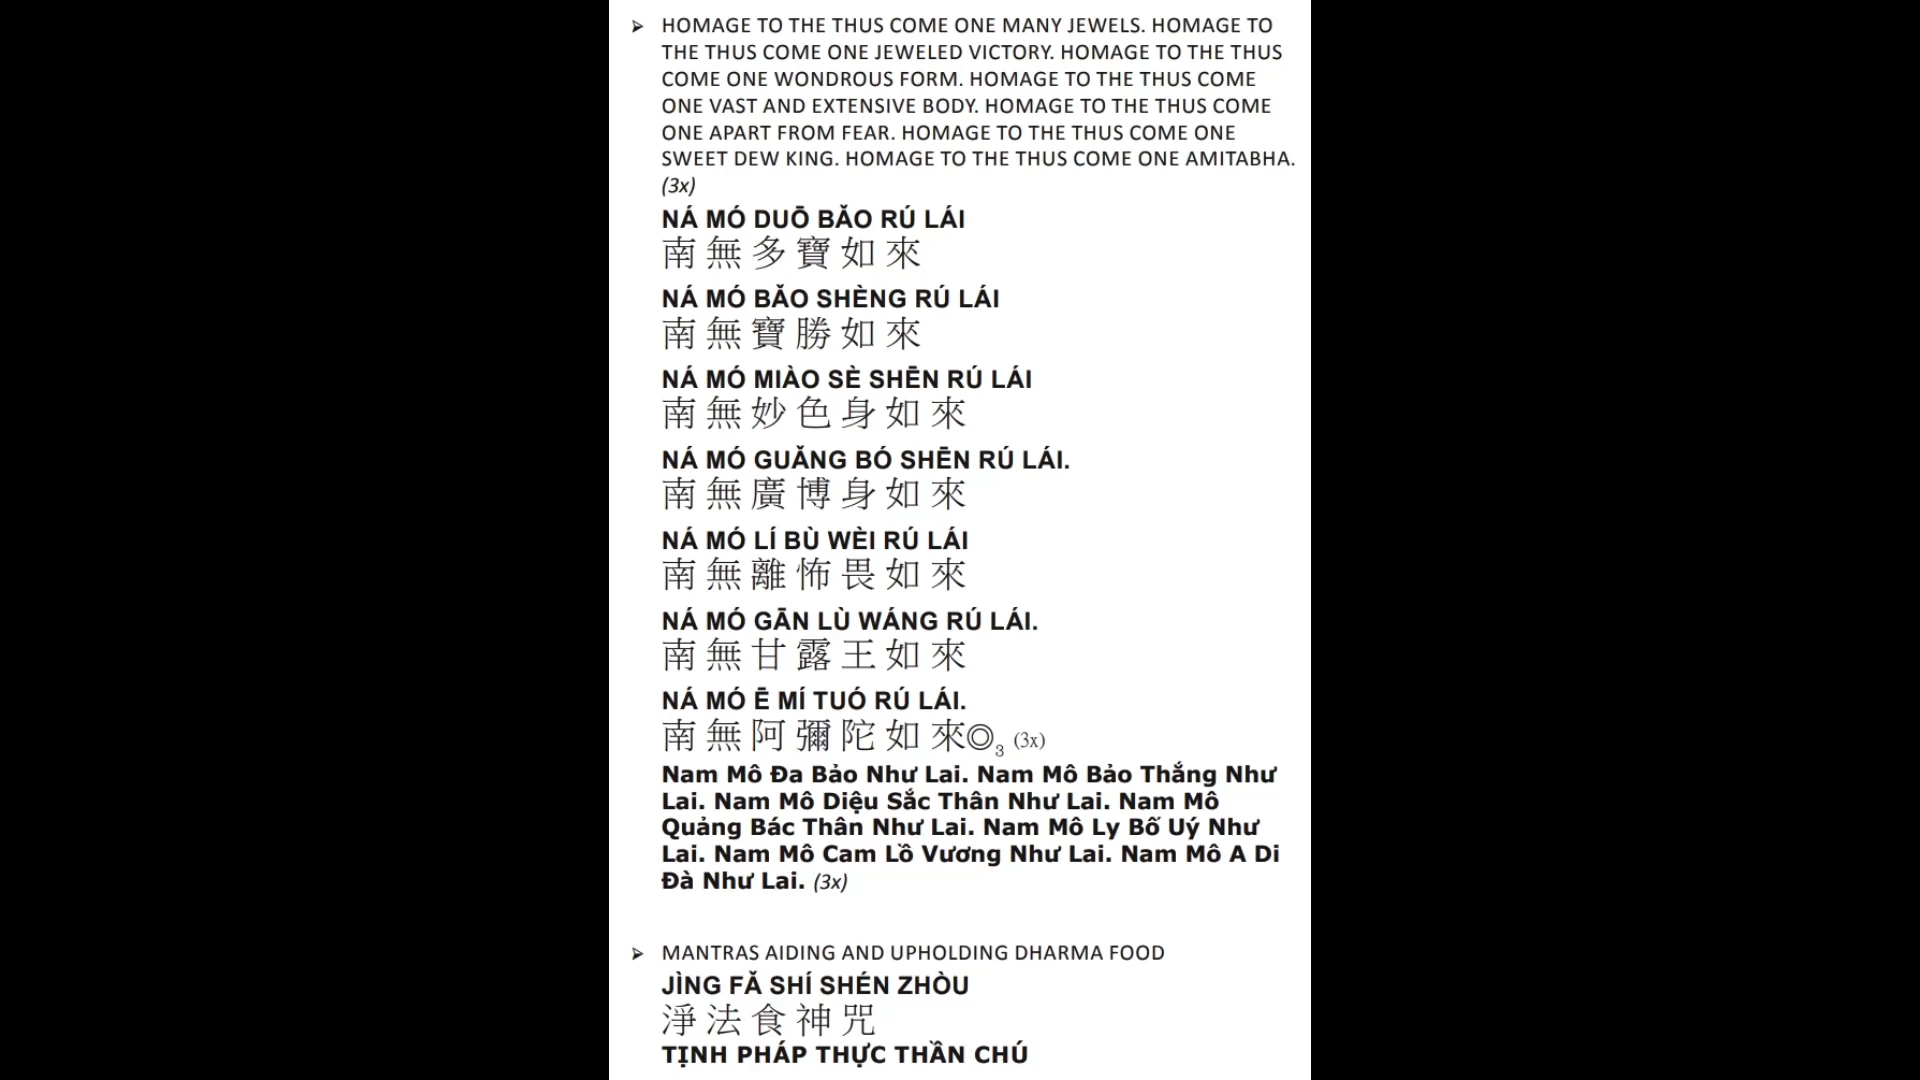 ➢ HOMAGE TO THE THUS COME ONE MANY JEWELS. HOMAGE TO
THE THUS COME ONE JEWELED VICTORY. HOMAGE TO THE THUS
COME ONE WONDROUS FORM. HOMAGE TO THE THUS COME
ONE VAST AND EXTENSIVE BODY. HOMAGE TO THE THUS COME
ONE APART FROM FEAR. HOMAGE TO THE THUS COME ONE
SWEET DEW KING. HOMAGE TO THE THUS COME ONE AMITABHA.
(3x)
NÁ MÓ DUŌ BǍO RÚ LÁI
南無多寶如來
NÁ MÓ BǍO SHÈNG RÚ LÁI
南無寶勝如來
NÁ MÓ MIÀO SÈ SHĒN RÚ LÁI
南無妙色身如來
NÁ MÓ GUǍNG BÓ SHĒN RÚ LÁI.
南無廣博身如來
NÁ MÓ LÍ BÙ WÈI RÚ LÁI
南無離怖畏如來
NÁ MÓ GĀN LÙ WÁNG RÚ LÁI.
南無甘露王如來
NÁ MÓ Ē MÍ TUÓ RÚ LÁI.
南無阿彌陀如來◎3 (3x)
Nam Mô Đa Bảo Như Lai. Nam Mô Bảo Thắng Như
Lai. Nam Mô Diệu Sắc Thân Như Lai. Nam Mô
Quảng Bác Thân Như Lai. Nam Mô Ly Bố Uý Như
Lai. Nam Mô Cam Lồ Vương Như Lai. Nam Mô A Di
Đà Như Lai. (3x)
➢ MANTRAS AIDING AND UPHOLDING DHARMA FOOD
JÌNG FǍ SHÍ SHÉN ZHÒU
淨法食神咒
TỊNH PHÁP THỰC THẦN CHÚ